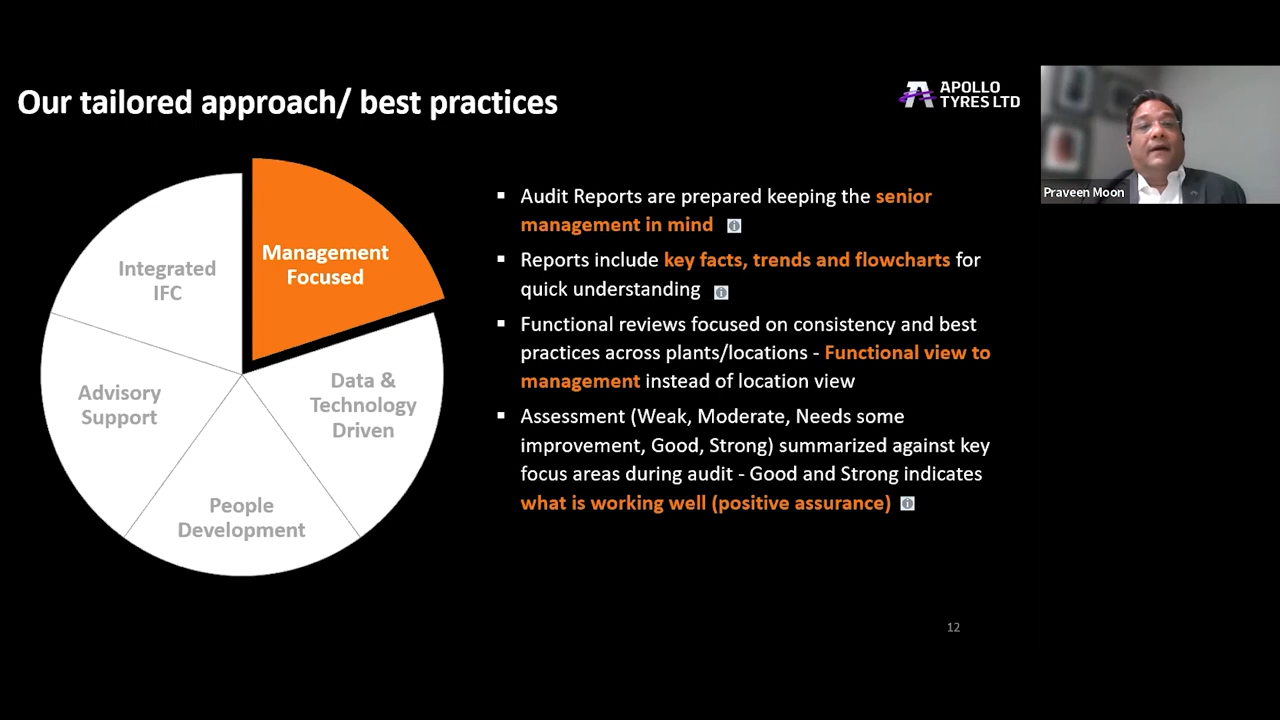 Our tailored approach/ best practices
APOLLO
TYRES LTD
Praveen Moon
Management
Focused
Integrated
IFC
Data &
Technology
Driven
Advisory
Support
People
Development
▪ Audit Reports are prepared keeping the senior
management in mind
▪ Reports include key facts, trends and flowcharts for
quick understanding
▪ Functional reviews focused on consistency and best
practices across plants/locations - Functional view to
management instead of location view
▪ Assessment (Weak, Moderate, Needs some
improvement, Good, Strong) summarized against key
focus areas during audit - Good and Strong indicates
what is working well (positive assurance)
12